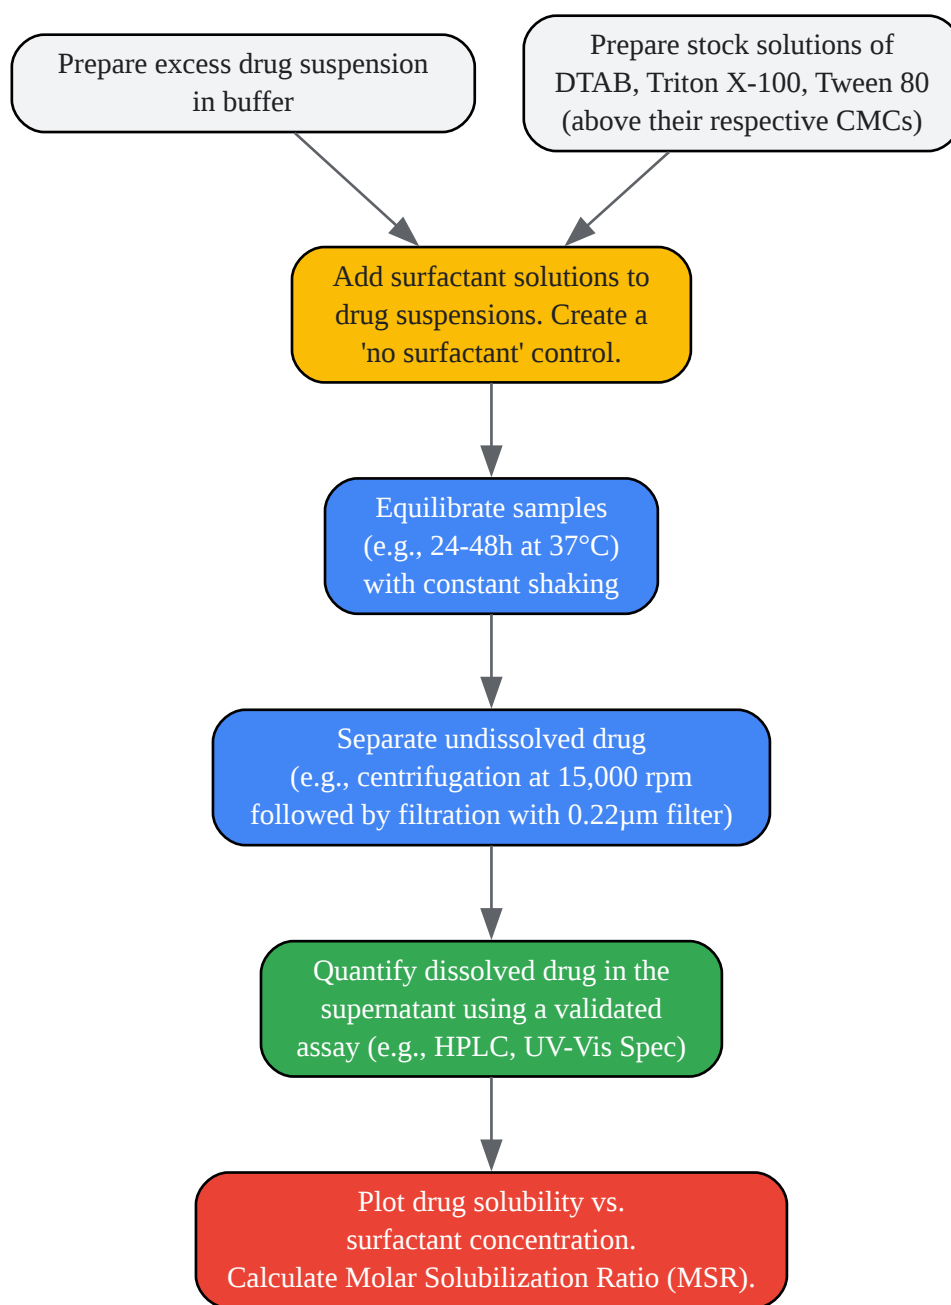 Prepare excess drug suspension
in buffer
Prepare stock solutions of
DTAB, Triton X-100, Tween 80
(above their respective CMCs)
Add surfactant solutions to
drug suspensions. Create a
'no surfactant' control.
Equilibrate samples
(e.g., 24-48h at 37°C)
with constant shaking
Separate undissolved drug
(e.g., centrifugation at 15,000 rpm
followed by filtration with 0.22µm filter)
Quantify dissolved drug in the
supernatant using a validated
assay (e.g., HPLC, UV-Vis Spec)
Plot drug solubility vs.
surfactant concentration.
Calculate Molar Solubilization Ratio (MSR).